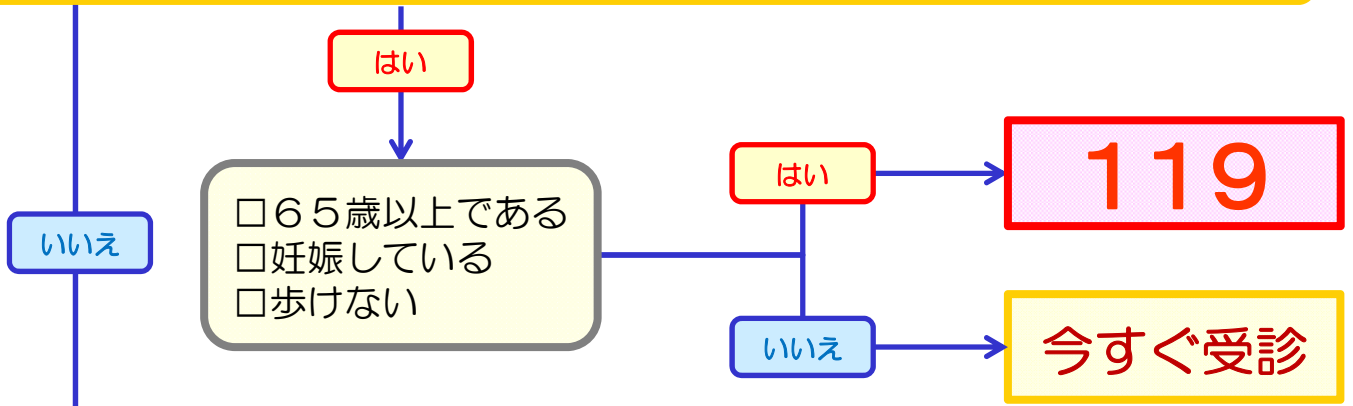 はい
はい
119
□65歳以上である
□妊娠している
□歩けない
いいえ
いいえ
今すぐ受診